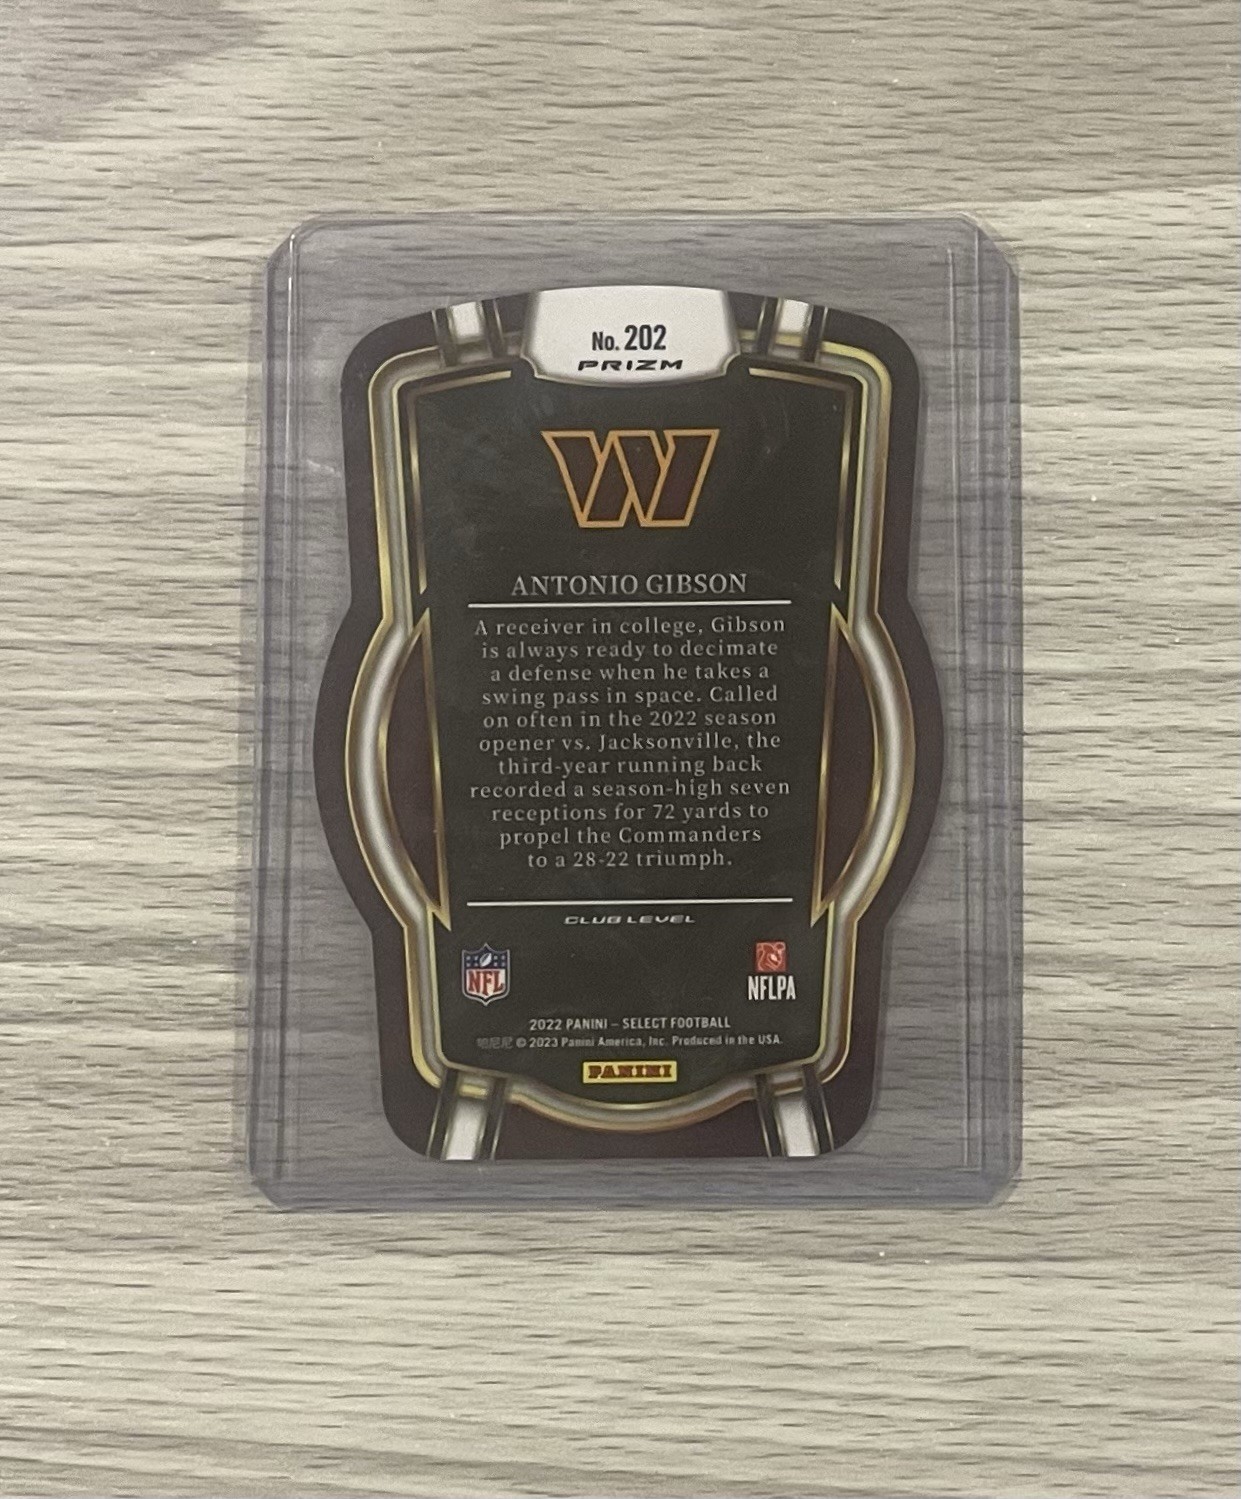 No. 202
PRIZM
W
ANTONIO GIBSON
A receiver in college, Gibson
is always ready to decimate
a defense when he takes a
swing pass in space. Called
on often in the 2022 season
opener vs. Jacksonville, the
third-year running back
recorded a season-high seven
receptions for 72 yards to
propel the Commanders
to a 28-22 triumph.
CLUB LEVEL
NFL
NFLPA
2022 PANINI – SELECT FOOTBALL
帕尼尼 © 2023 Panini America, Inc. Produced in the USA.
PANINI